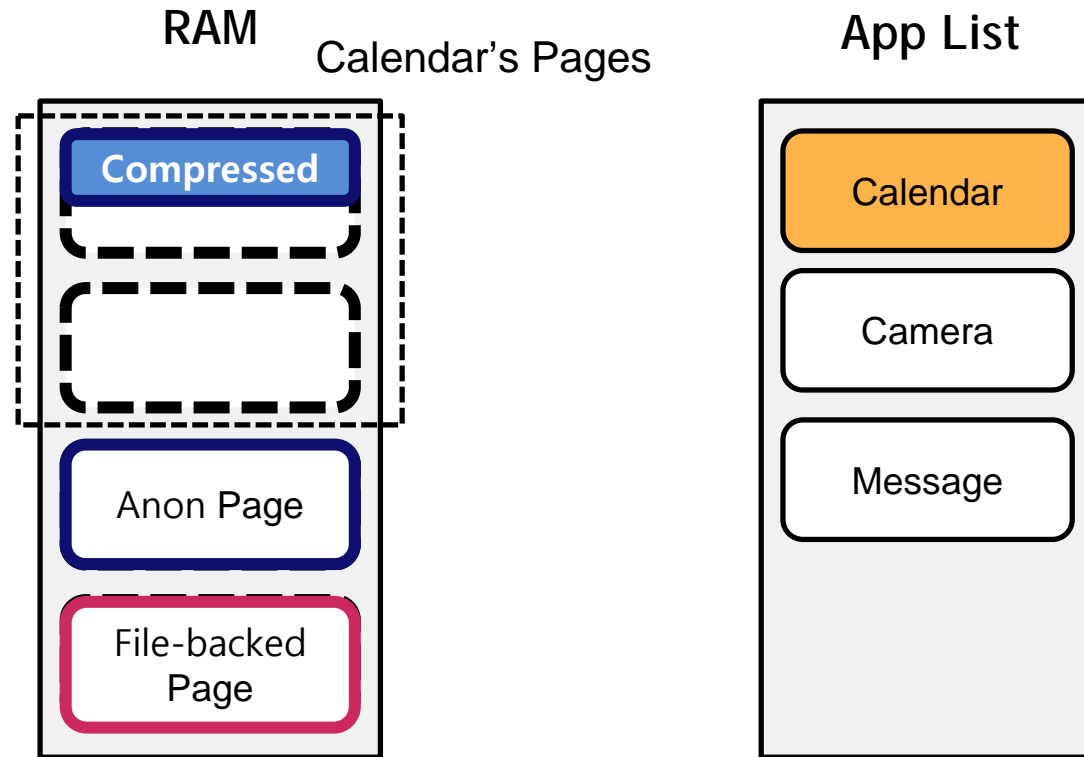 RAM
Calendar’s Pages
App List
Compressed
Calendar
Camera
Anon Page
Message
File-backed
Page